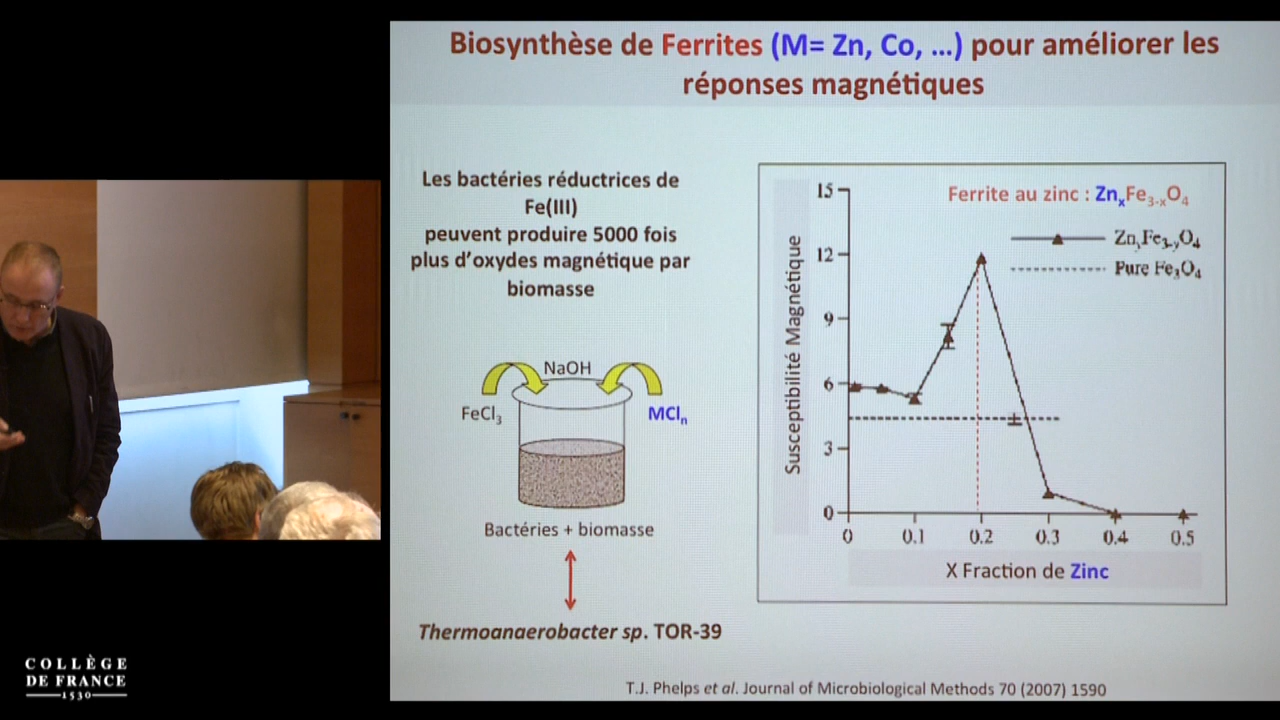 Biosynthèse de Ferrites (M= Zn, Co, ...) pour améliorer les
réponses magnétiques
Les bactéries réductrices de
Fe(III)
peuvent produire 5000 fois
plus d'oxydes magnétique par
biomasse
NaOH
FeCl3
MCln
Bactéries + biomasse
Thermoanaerobacter sp. TOR-39
Ferrite au zinc : ZnxFe3-xO4
ZnyFe3-yO4
Pure Fe3O4
Susceptibilité Magnétique
15
12
9
6
3
0
0 0.1 0.2 0.3 0.4 0.5
X Fraction de Zinc
T.J. Phelps et al. Journal of Microbiological Methods 70 (2007) 1590
COLLÈGE
DE FRANCE
1530